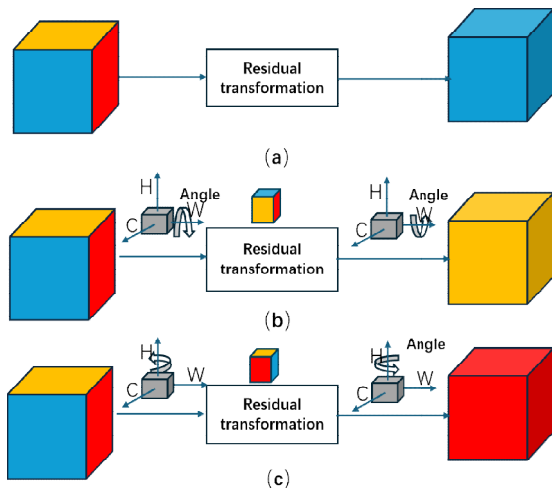 Residual
transformation
(a)
H
Angle
W
C
Residual
transformation
H
Angle
W
C
(b)
H
W
C
Residual
transformation
H
Angle
W
C
(c)